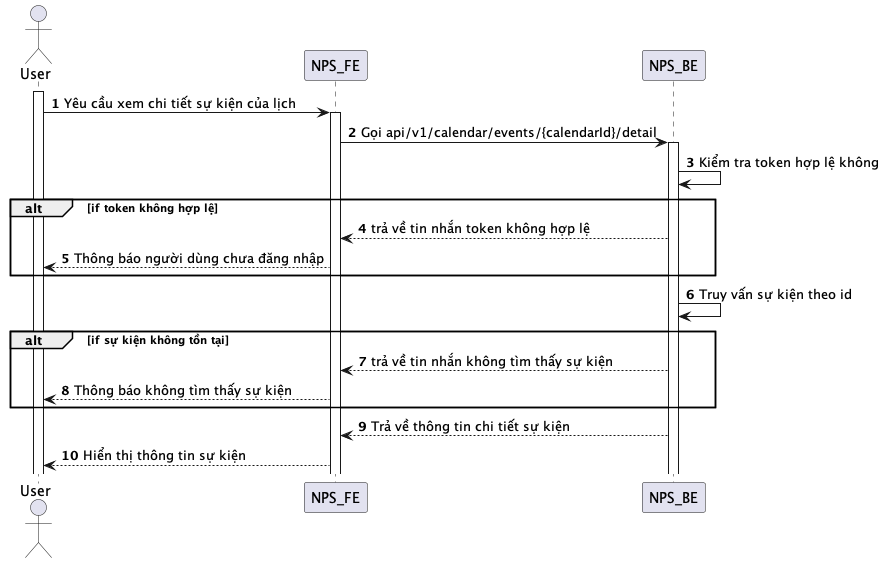 User
NPS_FE
NPS_BE
1 Yêu cầu xem chi tiết sự kiện của lịch
2 Gọi api/v1/calendar/events/{calendarId}/detail
3 Kiểm tra token hợp lệ không
alt [if token không hợp lệ]
4 trả về tin nhắn token không hợp lệ
5 Thông báo người dùng chưa đăng nhập
6 Truy vấn sự kiện theo id
alt [if sự kiện không tồn tại]
7 trả về tin nhắn không tìm thấy sự kiện
8 Thông báo không tìm thấy sự kiện
9 Trả về thông tin chi tiết sự kiện
10 Hiển thị thông tin sự kiện
User
NPS_FE
NPS_BE